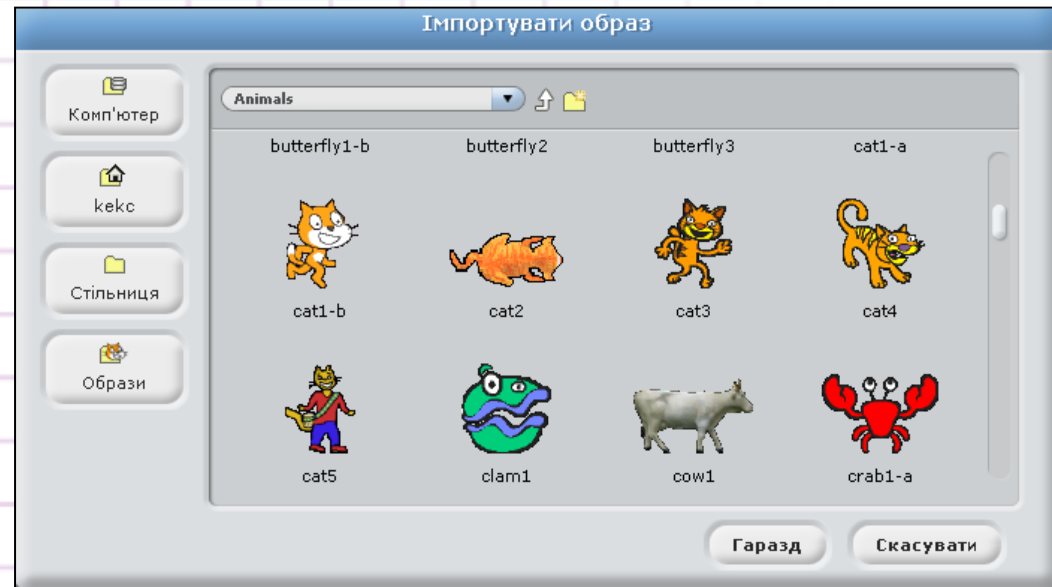 Імпортувати образ
Комп'ютер
kekc
Стільниця
Образи
Animals
butterfly1-b butterfly2 butterfly3 cat1-a
cat1-b cat2 cat3 cat4
cat5 clam1 cow1 crab1-a
Гаразд Скасувати